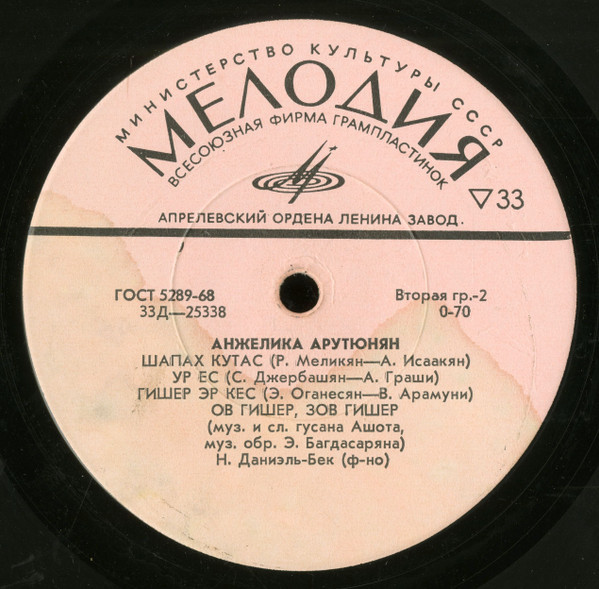 МИНИСТЕРСТВО КУЛЬТУРЫ СССР
МЕЛОДИЯ
ВСЕСОЮЗНАЯ ФИРМА ГРАМПЛАСТИНОК
▽33
АПРЕЛЕВСКИЙ ОРДЕНА ЛЕНИНА ЗАВОД.
ГОСТ 5289-68 Вторая гр.-2
33Д—25338 0-70
АНЖЕЛИКА АРУТЮНЯН
ШАПАХ КУТАС (Р. Меликян—А. Исаакян)
УР ЕС (С. Джербашян—А. Граши)
ГИШЕР ЭР КЕС (Э. Оганесян—В. Арамуни)
ОВ ГИШЕР, ЗОВ ГИШЕР
(муз. и сл. гусана Ашота,
муз. обр. Э. Багдасаряна)
Н. Даниэль-Бек (ф-но)